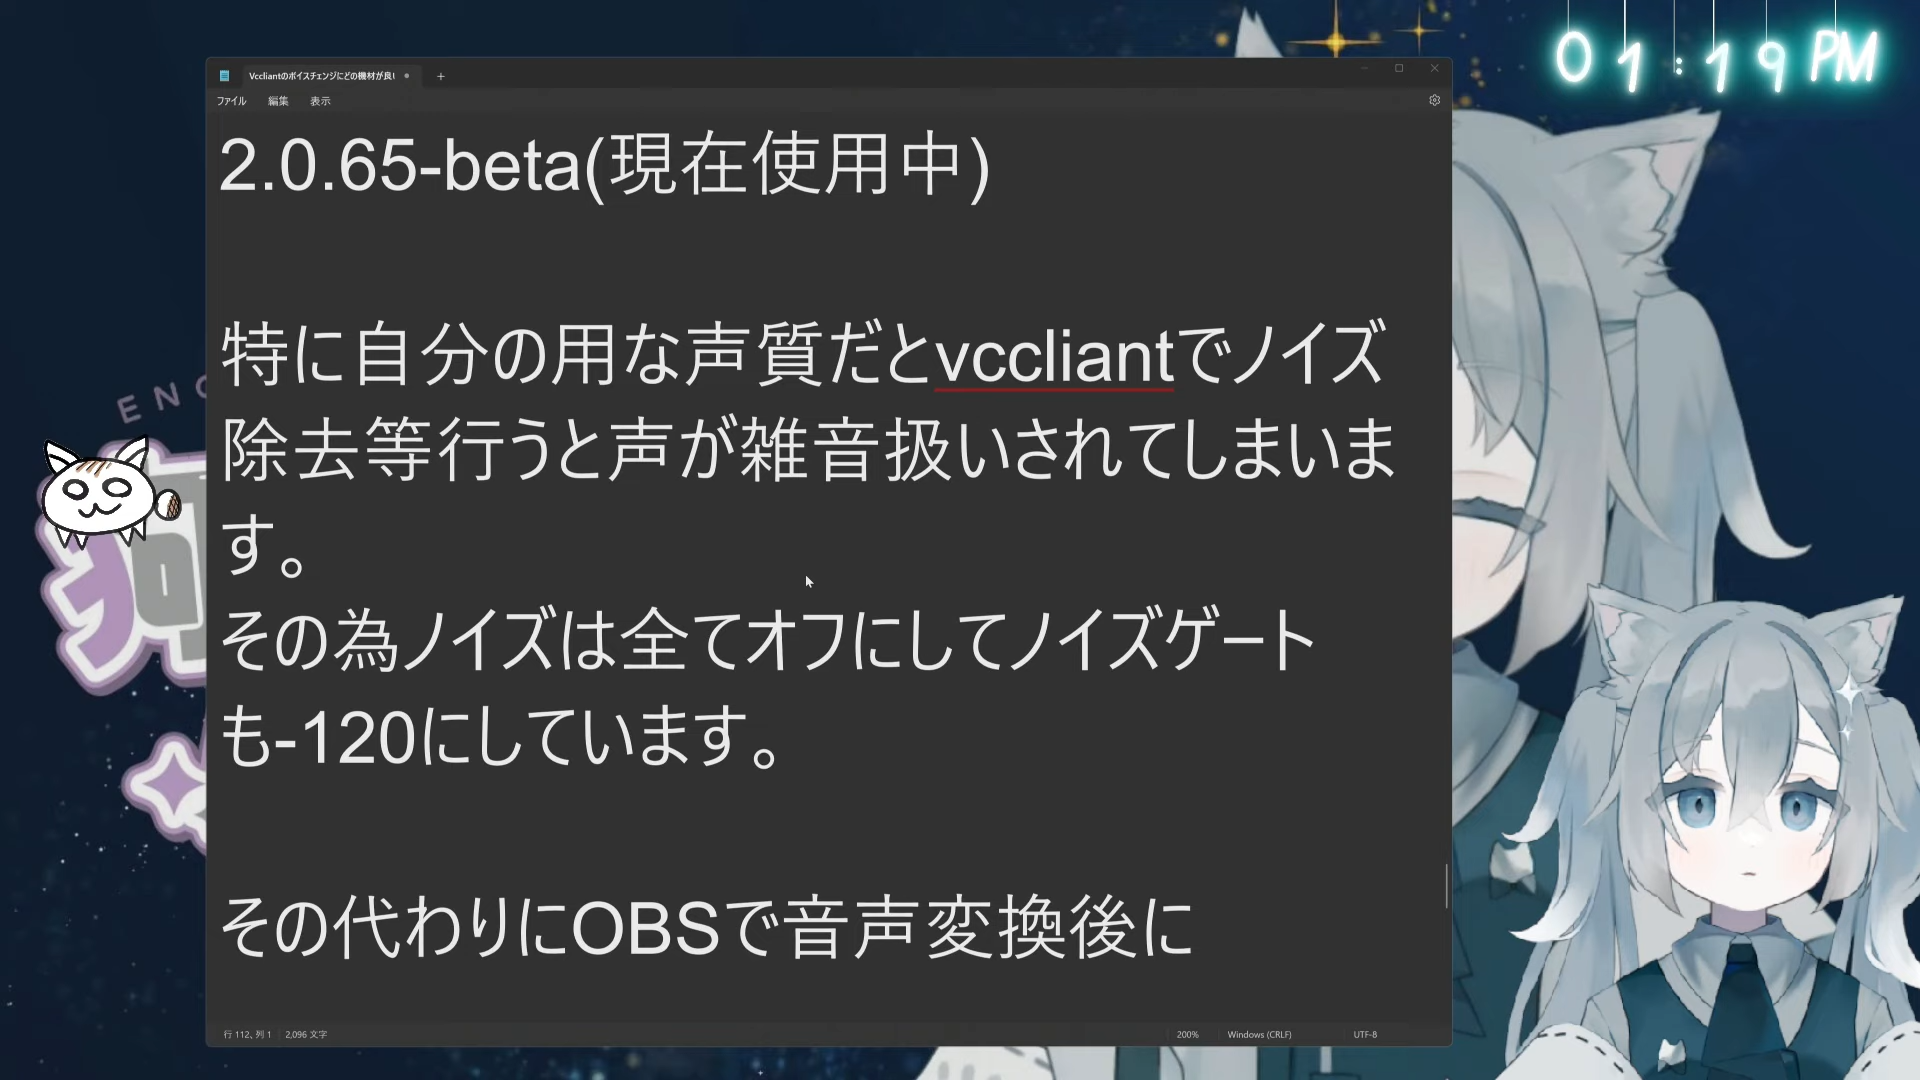 01:19 PM
Vccliantのボイスチェンジにどの機材が良い
ファイル 編集 表示
2.0.65-beta(現在使用中)
特に自分の用な声質だとvccliantでノイズ
除去等行うと声が雑音扱いされてしまいま
す。
その為ノイズは全てオフにしてノイズゲート
も-120にしています。
その代わりにOBSで音声変換後に
行 112、列 1 2,096 文字 200% Windows (CRLF) UTF-8